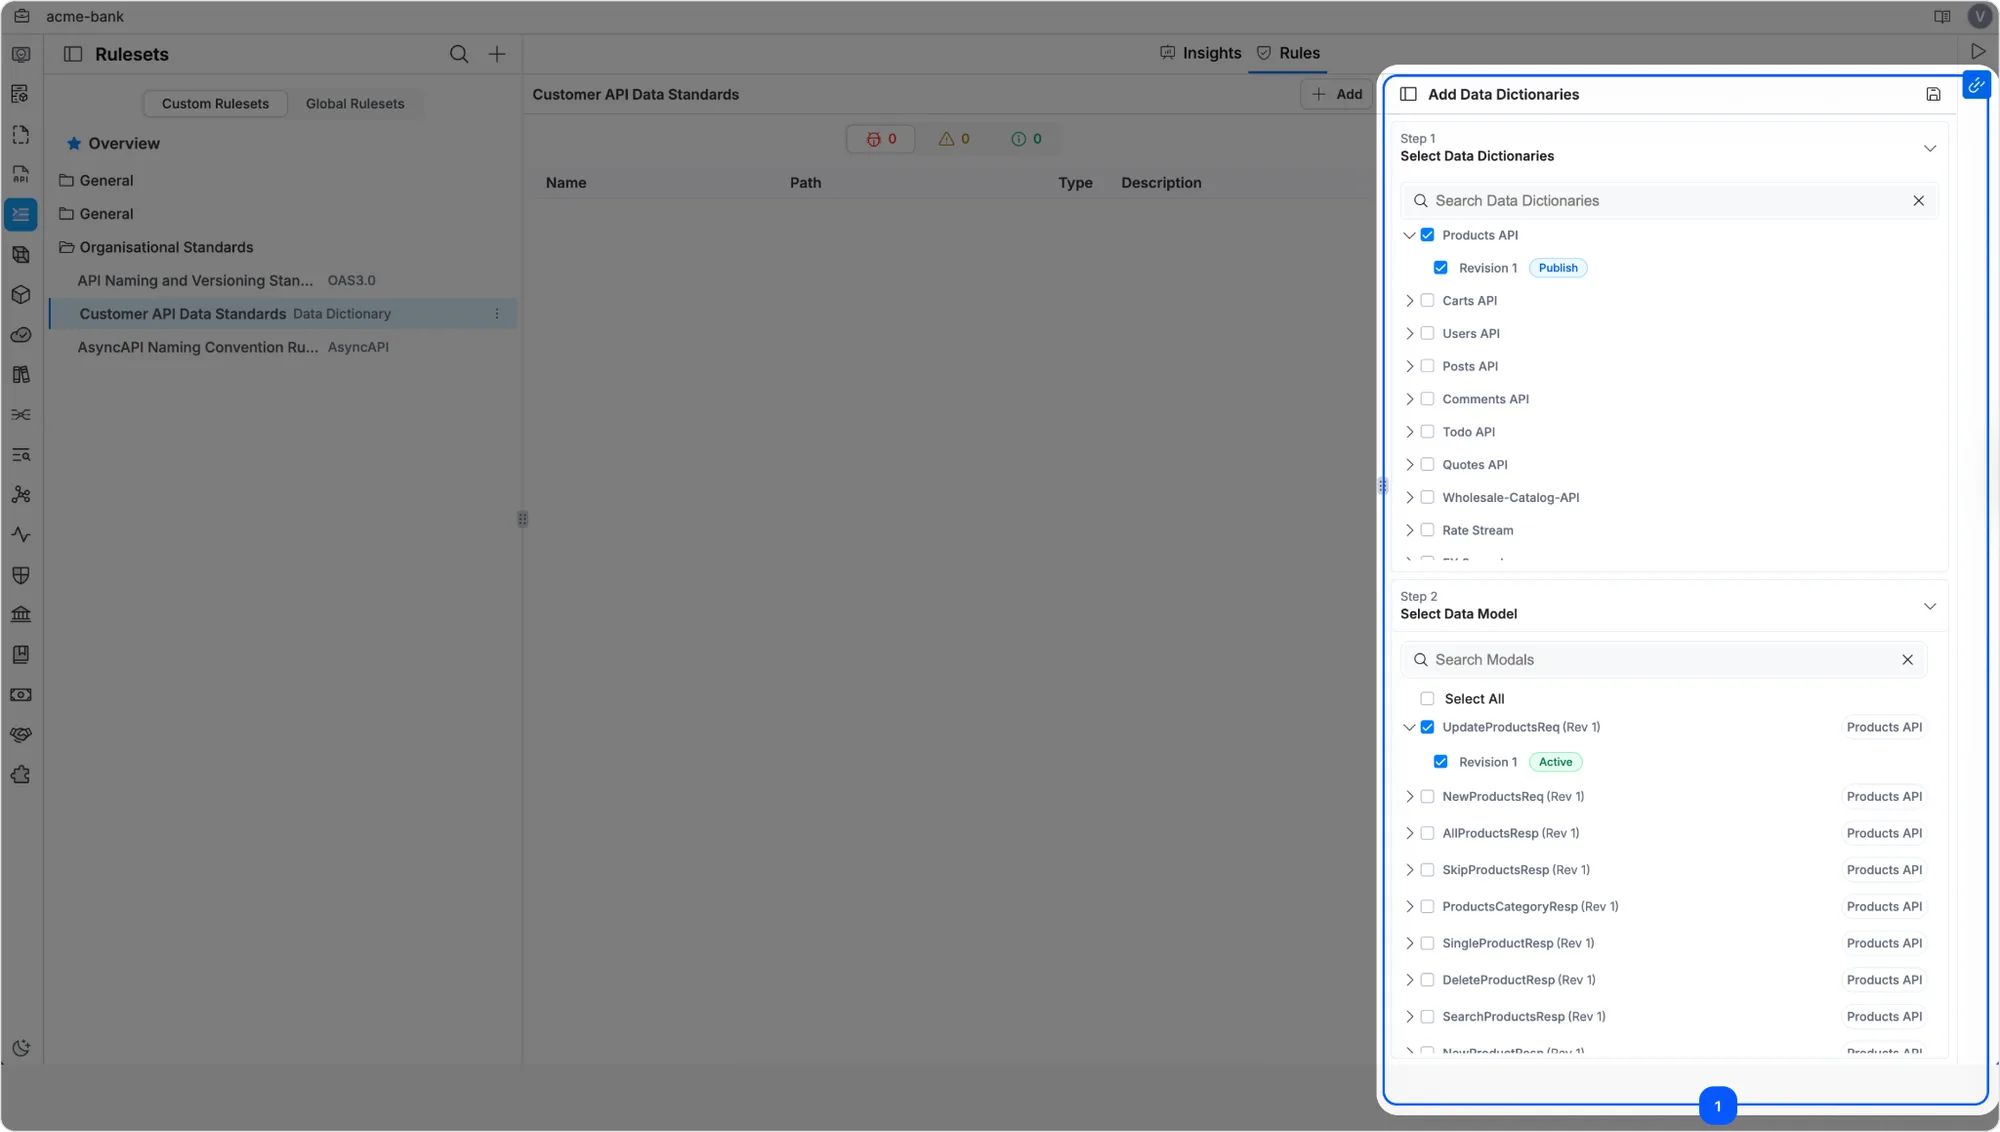 acme-bank
V
Rulesets
Insights
Rules
Custom Rulesets
Global Rulesets
Overview
General
General
Organisational Standards
API Naming and Versioning Stan... OAS3.0
Customer API Data Standards Data Dictionary
AsyncAPI Naming Convention Ru... AsyncAPI
Customer API Data Standards
Add
0
0
0
Name Path Type Description
Add Data Dictionaries
Step 1
Select Data Dictionaries
Search Data Dictionaries
Products API
Revision 1 Publish
Carts API
Users API
Posts API
Comments API
Todo API
Quotes API
Wholesale-Catalog-API
Rate Stream
Step 2
Select Data Model
Search Modals
Select All
UpdateProductsReq (Rev 1) Products API
Revision 1 Active
NewProductsReq (Rev 1) Products API
AllProductsResp (Rev 1) Products API
SkipProductsResp (Rev 1) Products API
ProductsCategoryResp (Rev 1) Products API
SingleProductResp (Rev 1) Products API
DeleteProductResp (Rev 1) Products API
SearchProductsResp (Rev 1) Products API
NewProductResp (Rev 1) Products API
1